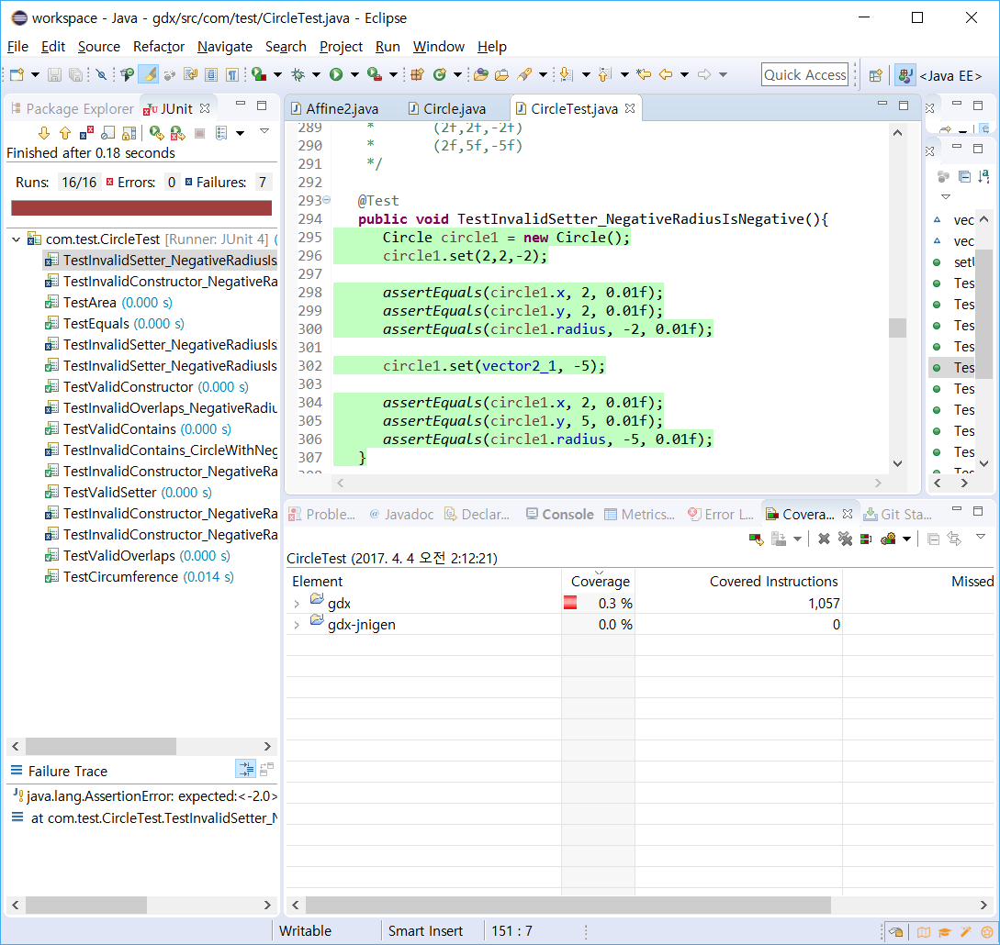 workspace - Java - gdx/src/com/test/CircleTest.java - Eclipse
File Edit Source Refactor Navigate Search Project Run Window Help
Quick Access
<Java EE>
Package Explorer
JUnit
Finished after 0.18 seconds
Runs: 16/16 Errors: 0 Failures: 7
com.test.CircleTest [Runner: JUnit 4] (
TestInvalidSetter_NegativeRadiusIs
TestInvalidConstructor_NegativeRa
TestArea (0.000 s)
TestEquals (0.000 s)
TestInvalidSetter_NegativeRadiusIs
TestInvalidSetter_NegativeRadiusIs
TestValidConstructor (0.000 s)
TestInvalidOverlaps_NegativeRadiu
TestValidContains (0.000 s)
TestInvalidContains_CircleWithNeg
TestInvalidConstructor_NegativeRa
TestValidSetter (0.000 s)
TestInvalidConstructor_NegativeRa
TestInvalidConstructor_NegativeRa
TestValidOverlaps (0.000 s)
TestCircumference (0.014 s)
Failure Trace
java.lang.AssertionError: expected:<-2.0>
at com.test.CircleTest.TestInvalidSetter_N
Affine2.java Circle.java CircleTest.java
289 * (2f,2f,-2f)
290 * (2f,5f,-5f)
291 */
292
293 @Test
294 public void TestInvalidSetter_NegativeRadiusIsNegative(){
295 Circle circle1 = new Circle();
296 circle1.set(2,2,-2);
297
298 assertEquals(circle1.x, 2, 0.01f);
299 assertEquals(circle1.y, 2, 0.01f);
300 assertEquals(circle1.radius, -2, 0.01f);
301
302 circle1.set(vector2_1, -5);
303
304 assertEquals(circle1.x, 2, 0.01f);
305 assertEquals(circle1.y, 5, 0.01f);
306 assertEquals(circle1.radius, -5, 0.01f);
307 }
308
vec
vec
setU
Tes
Tes
Tes
Tes
Tes
Tes
Tes
Tes
Tes
Tes
Proble... Javadoc Declar... Console Metrics... Error L... Covera... Git Sta...
CircleTest (2017. 4. 4 오전 2:12:21)
Element Coverage Covered Instructions Missed
gdx 0.3 % 1,057
gdx-jnigen 0.0 % 0
Writable Smart Insert 151 : 7